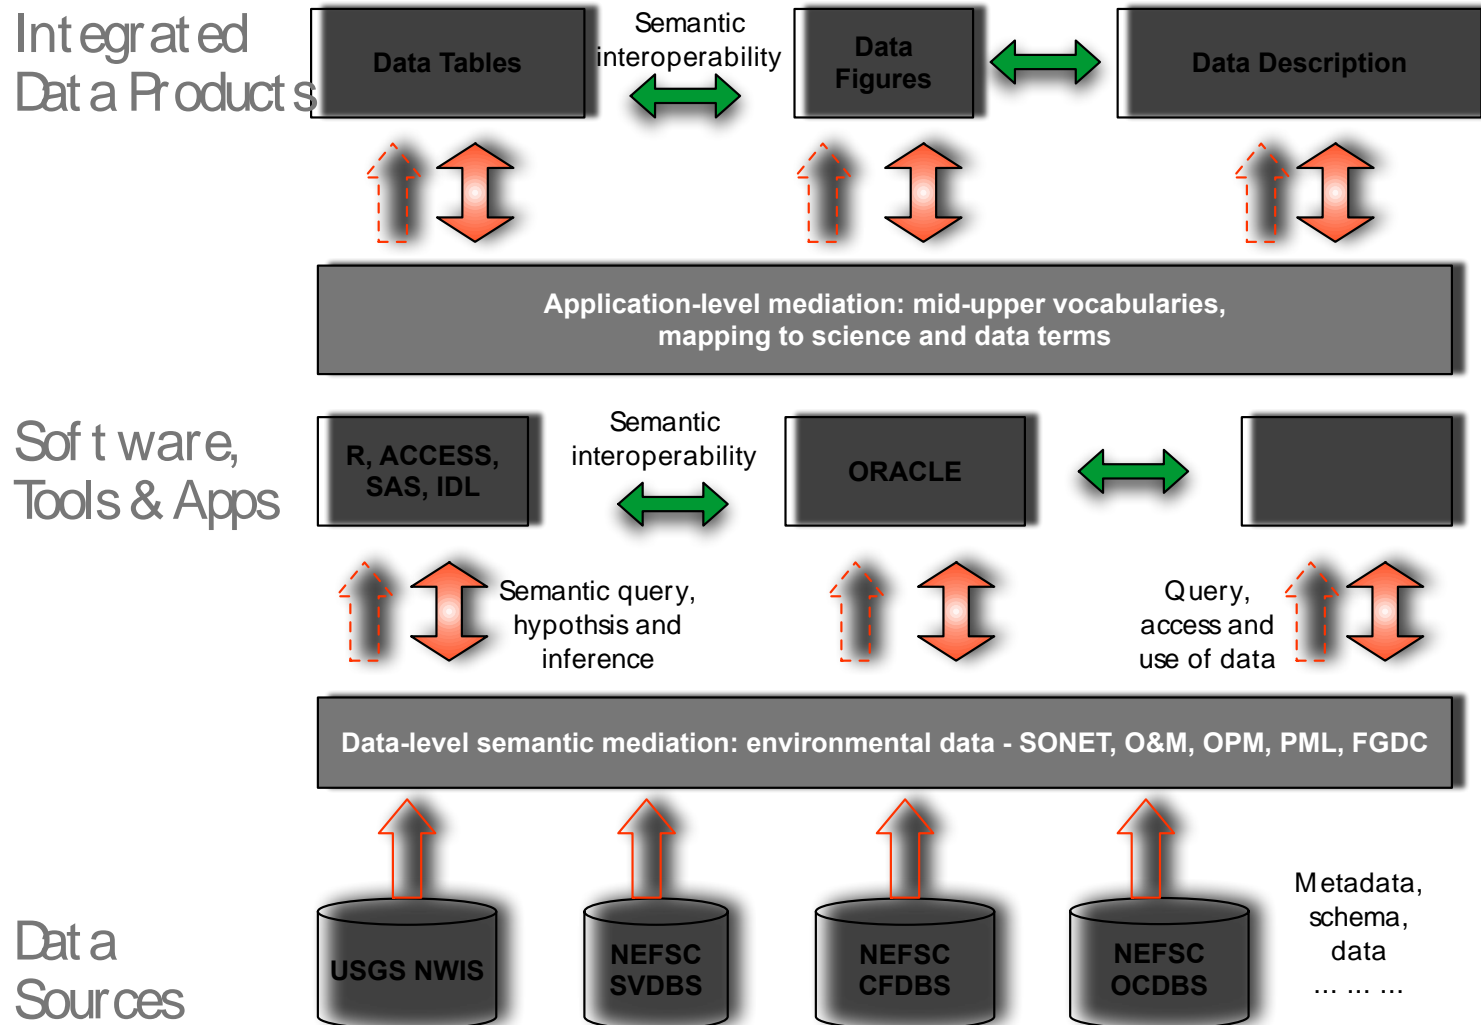 Integrated
Data Products
Data Tables
Semantic
interoperability
Data
Figures
Data Description
Application-level mediation: mid-upper vocabularies,
mapping to science and data terms
Software,
Tools & Apps
R, ACCESS,
SAS, IDL
Semantic
interoperability
ORACLE
Semantic query,
hypothsis and
inference
Query,
access and
use of data
Data-level semantic mediation: environmental data - SONET, O&M, OPM, PML, FGDC
Data
Sources
USGS NWIS
NEFSC
SVDBS
NEFSC
CFDBS
NEFSC
OCDBS
Metadata,
schema,
data
... ... ...